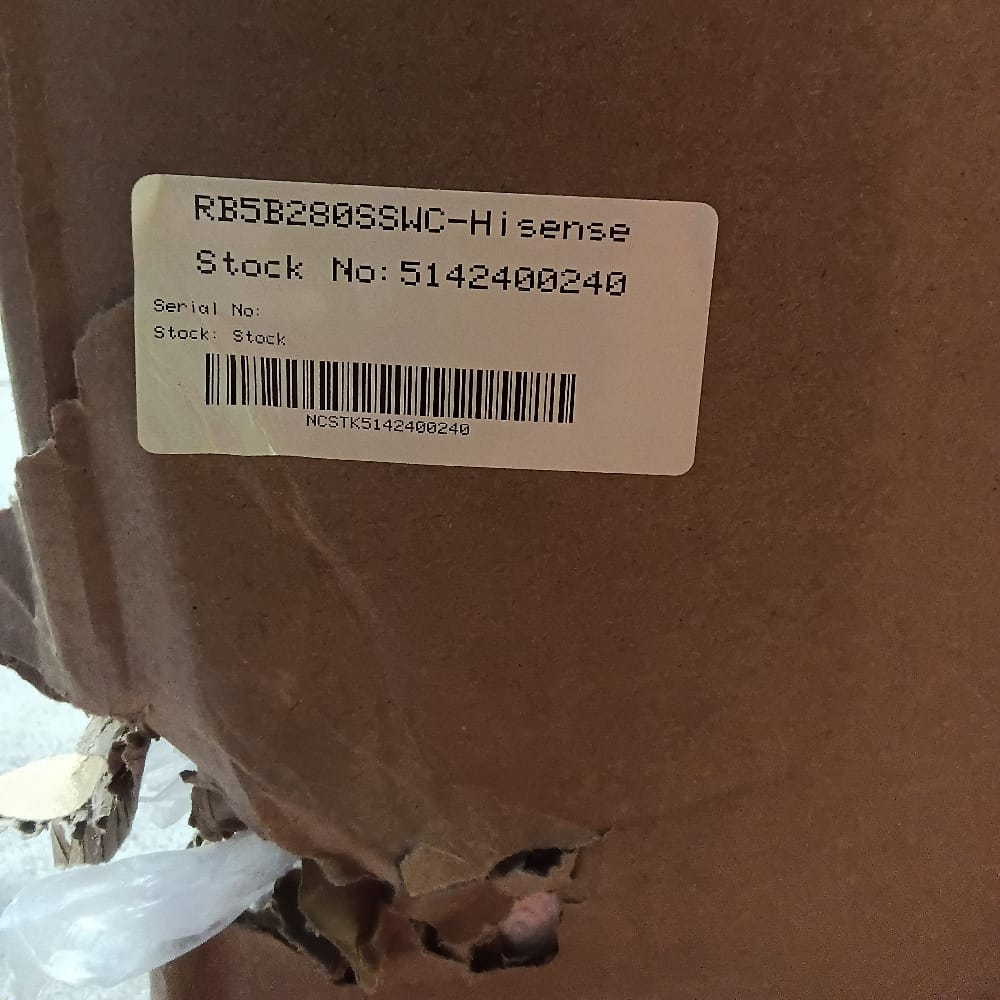 RB5B280SSWC-Hisense
Stock No:5142400240
Serial No:
Stock: Stock
NCSTK5142400240